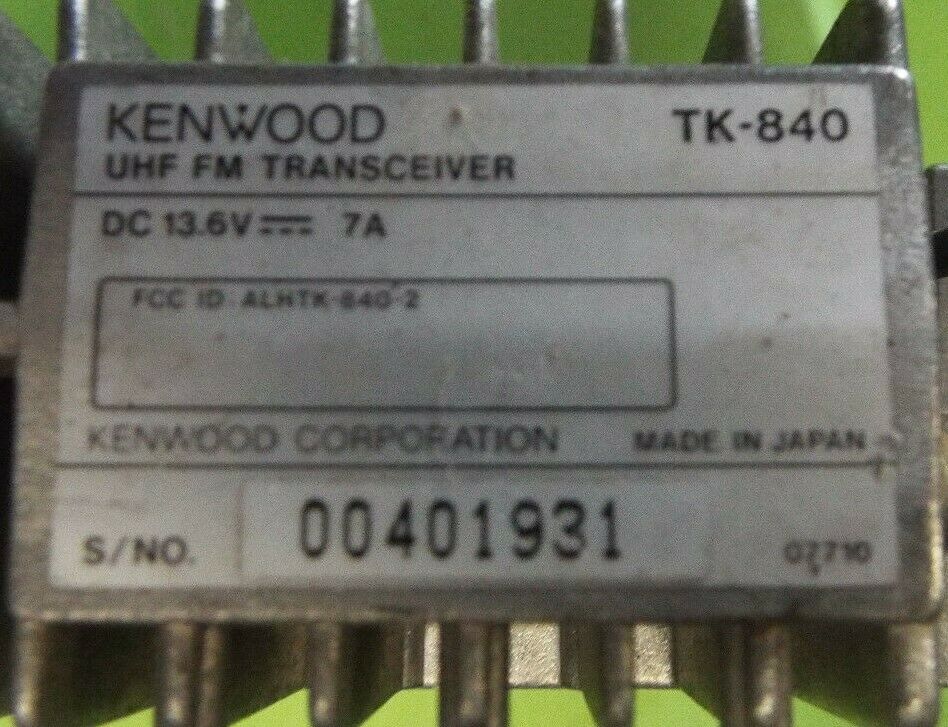 KENWOOD TK-840
UHF FM TRANSCEIVER
DC 13.6V 7A
FCC ID: ALHTK-840-2
KENWOOD CORPORATION MADE IN JAPAN
S/NO. 00401931 02710